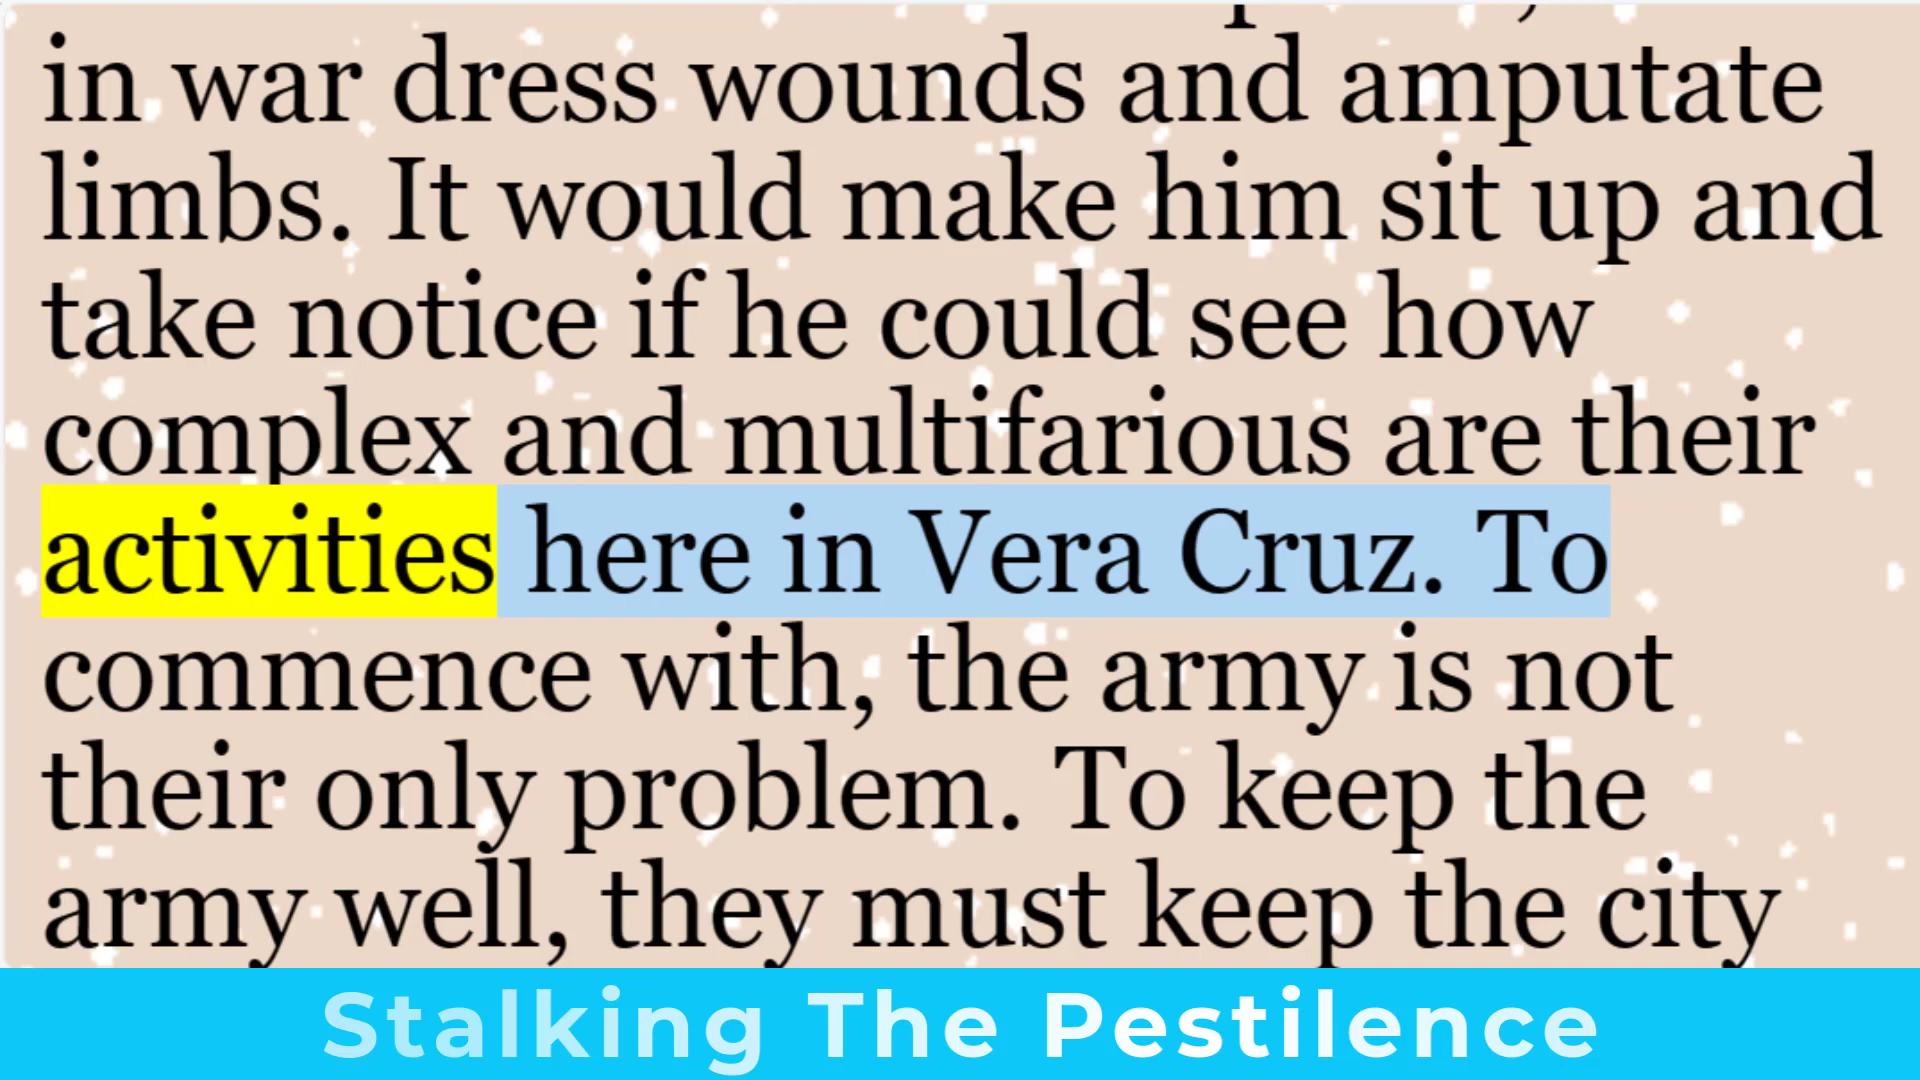 in war dress wounds and amputate
limbs. It would make him sit up and
take notice if he could see how
complex and multifarious are their
activities here in Vera Cruz. To
commence with, the army is not
their only problem. To keep the
army well, they must keep the city
Stalking The Pestilence